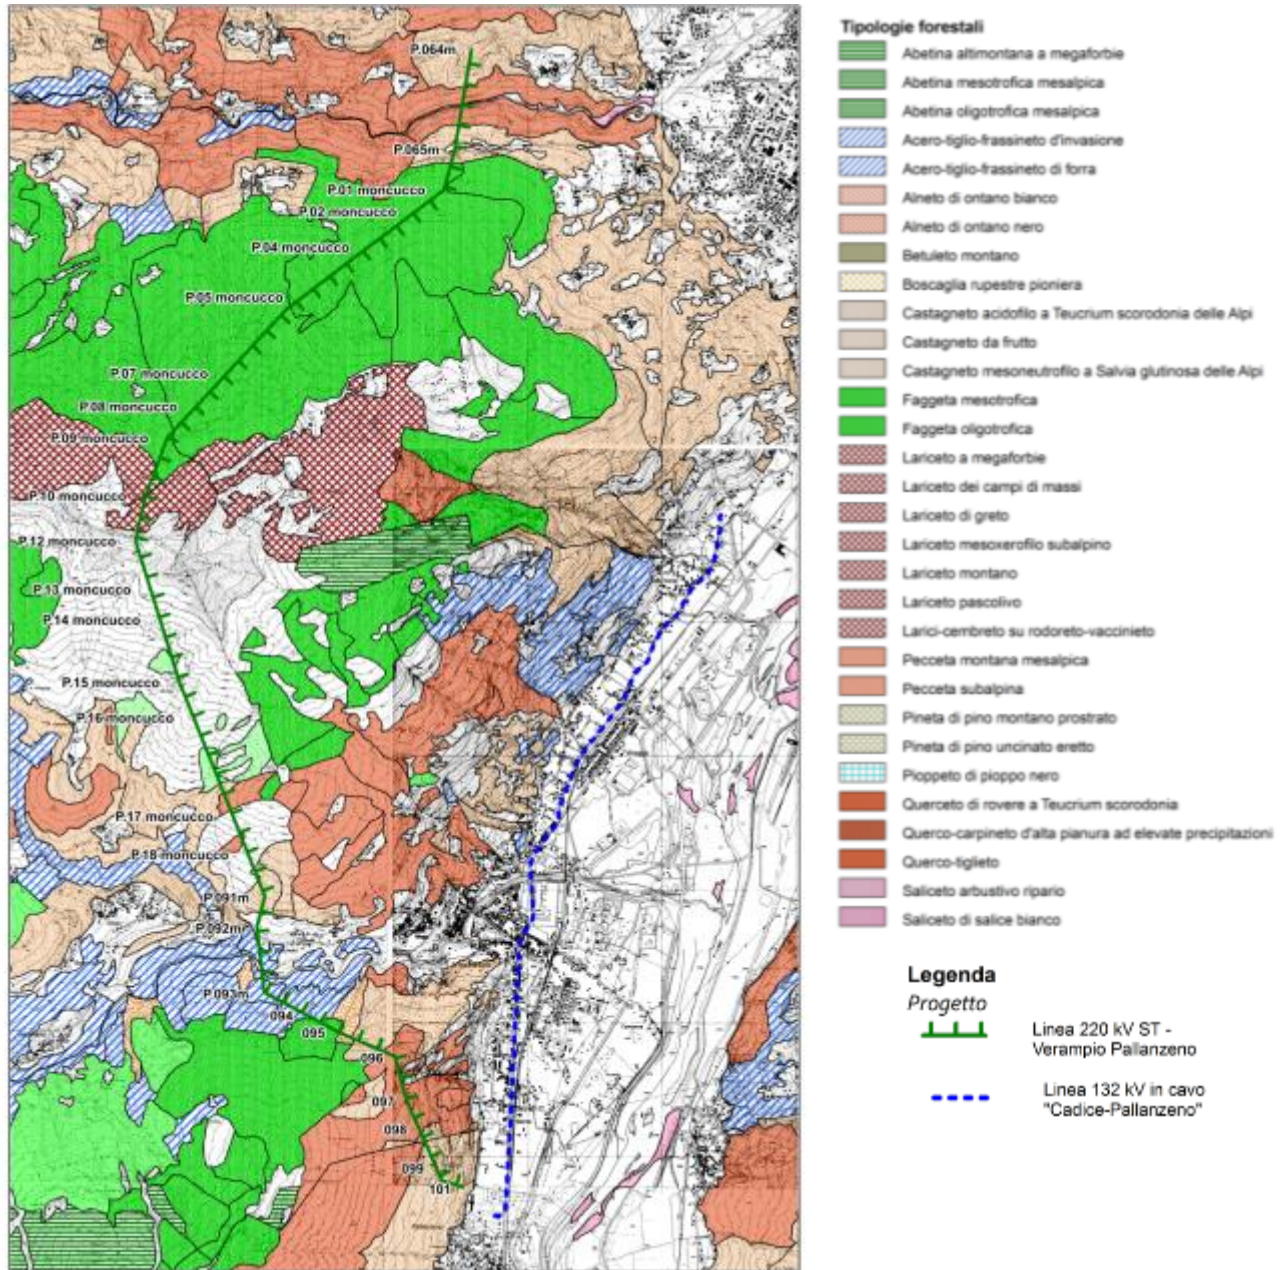 P.064m
P.065m
P.01 moncucco
P.02 moncucco
P.04 moncucco
P.05 moncucco
P.07 moncucco
P.08 moncucco
P.09 moncucco
P.10 moncucco
P.12 moncucco
P.13 moncucco
P.14 moncucco
P.15 moncucco
P.16 moncucco
P.17 moncucco
P.18 moncucco
P.091m
P.092m
P.093m
094
095
096
097
098
099
101
Tipologie forestali
Abetina altimontana a megaforbie
Abetina mesotrofica mesalpica
Abetina oligotrofica mesalpica
Acero-tiglio-frassineto d'invasione
Acero-tiglio-frassineto di forra
Alneto di ontano bianco
Alneto di ontano nero
Betuleto montano
Boscaglia rupestre pioniera
Castagneto acidofilo a Teucrium scorodonia delle Alpi
Castagneto da frutto
Castagneto mesoneutrofilo a Salvia glutinosa delle Alpi
Faggeta mesotrofica
Faggeta oligotrofica
Lariceto a megaforbie
Lariceto dei campi di massi
Lariceto di greto
Lariceto mesoxerofilo subalpino
Lariceto montano
Lariceto pascolivo
Larici-cembreto su rodoreto-vaccinieto
Pecceta montana mesalpica
Pecceta subalpina
Pineta di pino montano prostrato
Pineta di pino uncinato eretto
Pioppeto di pioppo nero
Querceto di rovere a Teucrium scorodonia
Querco-carpineto d'alta pianura ad elevate precipitazioni
Querco-tiglieto
Saliceto arbustivo ripario
Saliceto di salice bianco
Legenda
Progetto
Linea 220 kV ST -
Verampio Pallanzeno
Linea 132 kV in cavo
"Cadice-Pallanzeno"